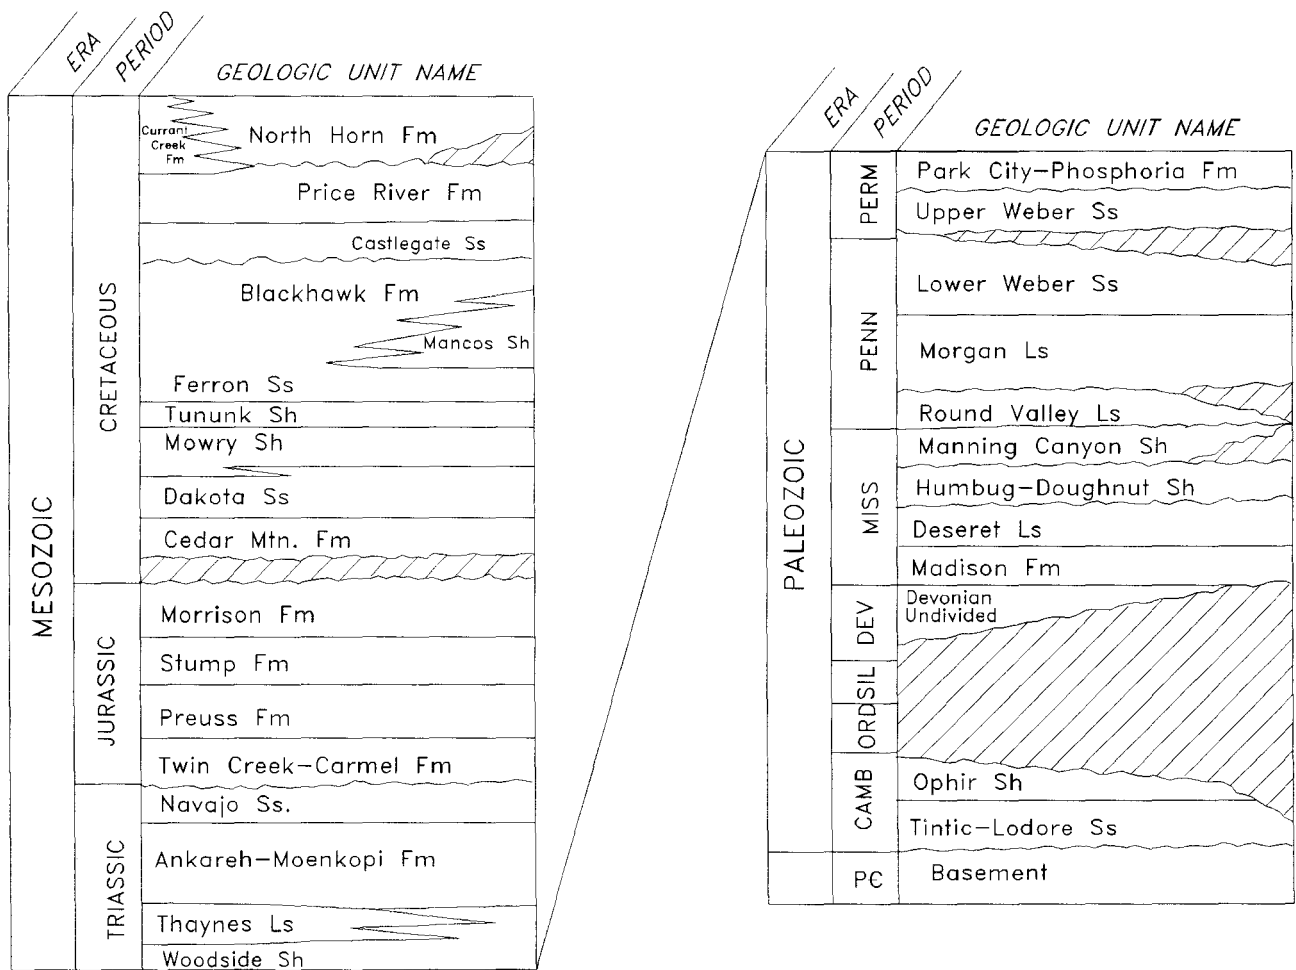 ERA
PERIOD
GEOLOGIC UNIT NAME
MESOZOIC
CRETACEOUS
Currant
Creek
Fm
North Horn Fm
Price River Fm
Castlegate Ss
Blackhawk Fm
Mancos Sh
Ferron Ss
Tununk Sh
Mowry Sh
Dakota Ss
Cedar Mtn. Fm
JURASSIC
Morrison Fm
Stump Fm
Preuss Fm
Twin Creek–Carmel Fm
TRIASSIC
Navajo Ss.
Ankareh–Moenkopi Fm
Thaynes Ls
Woodside Sh
ERA
PERIOD
GEOLOGIC UNIT NAME
PALEOZOIC
PERM
Park City–Phosphoria Fm
Upper Weber Ss
PENN
Lower Weber Ss
Morgan Ls
Round Valley Ls
MISS
Manning Canyon Sh
Humbug–Doughnut Sh
Deseret Ls
Madison Fm
DEV
Devonian
Undivided
SIL
ORD
CAMB
Ophir Sh
Tintic–Lodore Ss
P€
Basement